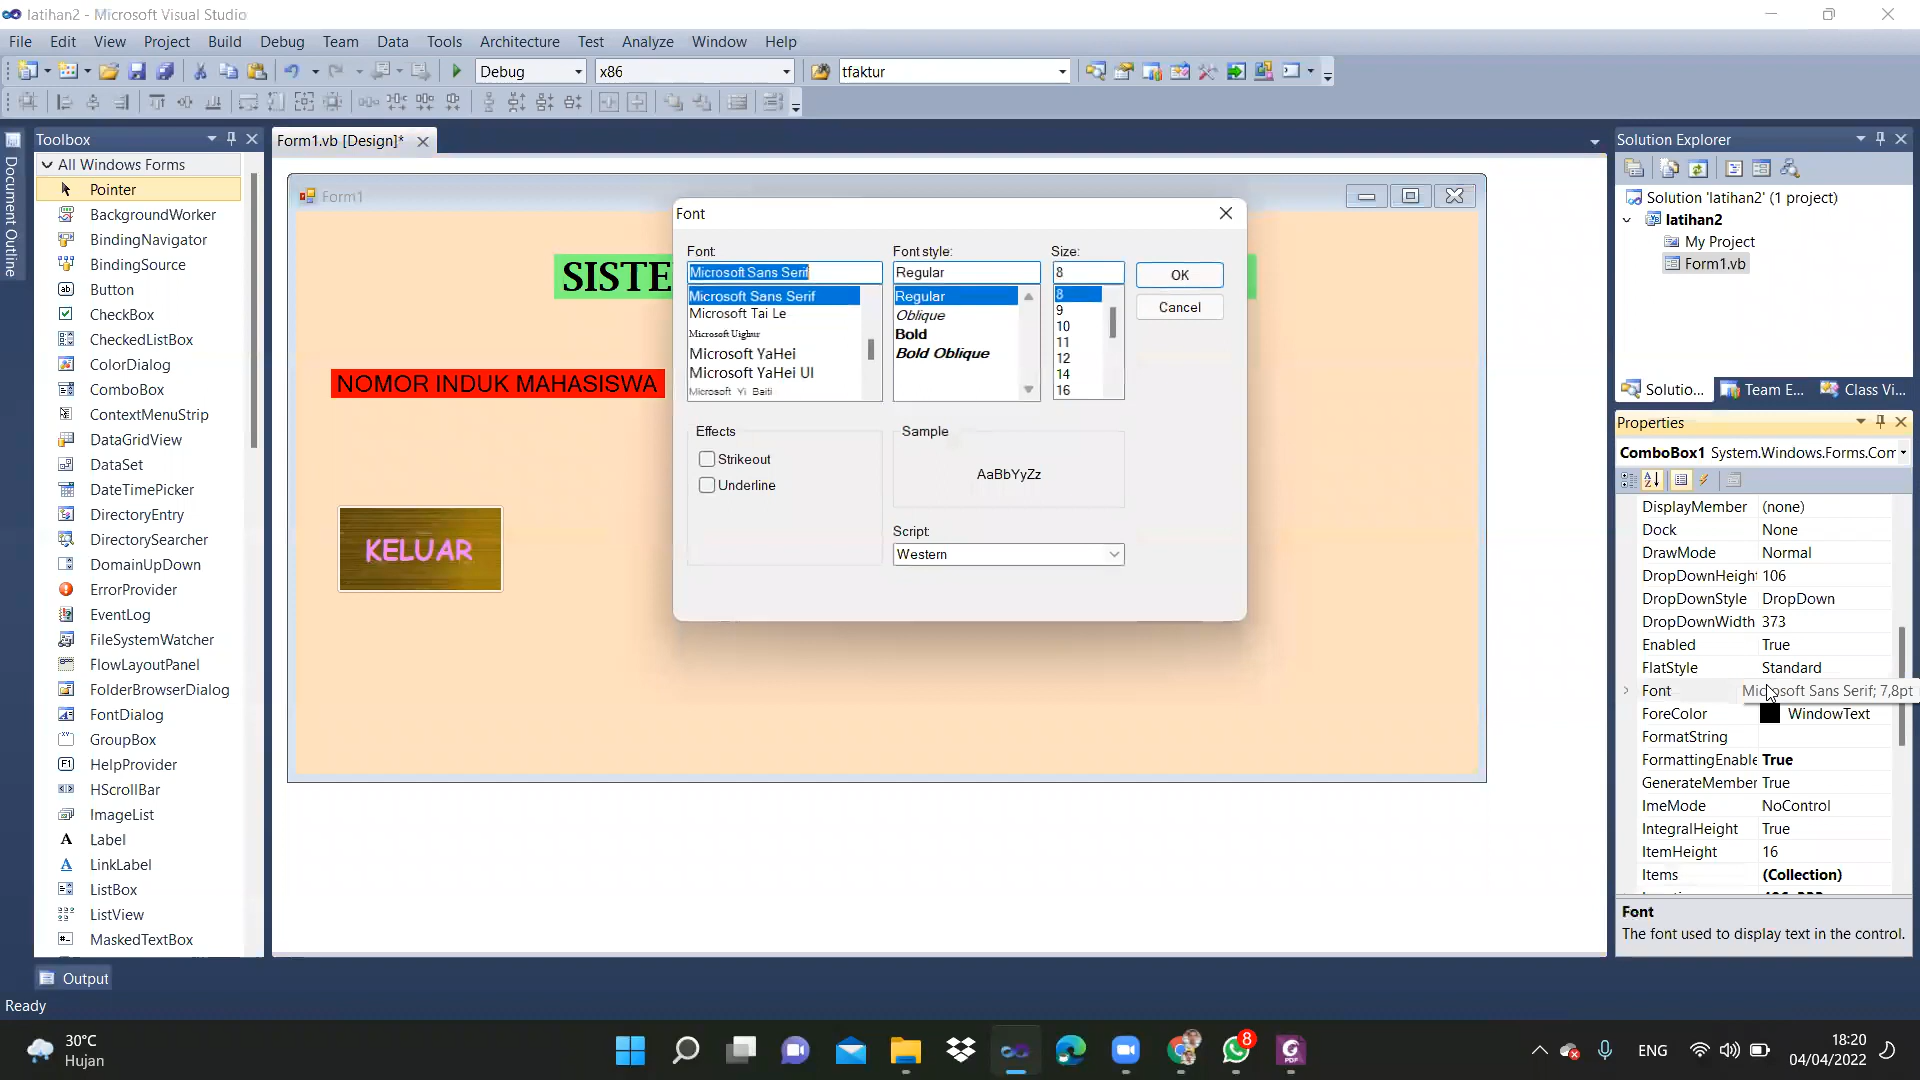 latihan2 - Microsoft Visual Studio
File Edit View Project Build Debug Team Data Tools Architecture Test Analyze Window Help
Debug x86 tfaktur
Document Outline
Toolbox
All Windows Forms
Pointer
BackgroundWorker
BindingNavigator
BindingSource
Button
CheckBox
CheckedListBox
ColorDialog
ComboBox
ContextMenuStrip
DataGridView
DataSet
DateTimePicker
DirectoryEntry
DirectorySearcher
DomainUpDown
ErrorProvider
EventLog
FileSystemWatcher
FlowLayoutPanel
FolderBrowserDialog
FontDialog
GroupBox
HelpProvider
HScrollBar
ImageList
Label
LinkLabel
ListBox
ListView
MaskedTextBox
Form1.vb [Design]*
Form1
SISTE
NOMOR INDUK MAHASISWA
KELUAR
Font
Font: Font style: Size:
Microsoft Sans Serif Regular 8
OK
Cancel
Microsoft Sans Serif
Microsoft Tai Le
Microsoft Uighur
Microsoft YaHei
Microsoft YaHei UI
Microsoft Yi Baiti
Regular
Oblique
Bold
Bold Oblique
8
9
10
11
12
14
16
Effects
Strikeout
Underline
Sample
AaBbYyZz
Script:
Western
Solution Explorer
Solution 'latihan2' (1 project)
latihan2
My Project
Form1.vb
Solutio... Team E... Class Vi...
Properties
ComboBox1 System.Windows.Forms.Com
DisplayMember (none)
Dock None
DrawMode Normal
DropDownHeight 106
DropDownStyle DropDown
DropDownWidth 373
Enabled True
FlatStyle Standard
Font Microsoft Sans Serif; 7,8pt
ForeColor WindowText
FormatString
FormattingEnable True
GenerateMember True
ImeMode NoControl
IntegralHeight True
ItemHeight 16
Items (Collection)
Font
The font used to display text in the control.
Output
Ready
30°C
Hujan
8
ENG
18:20
04/04/2022